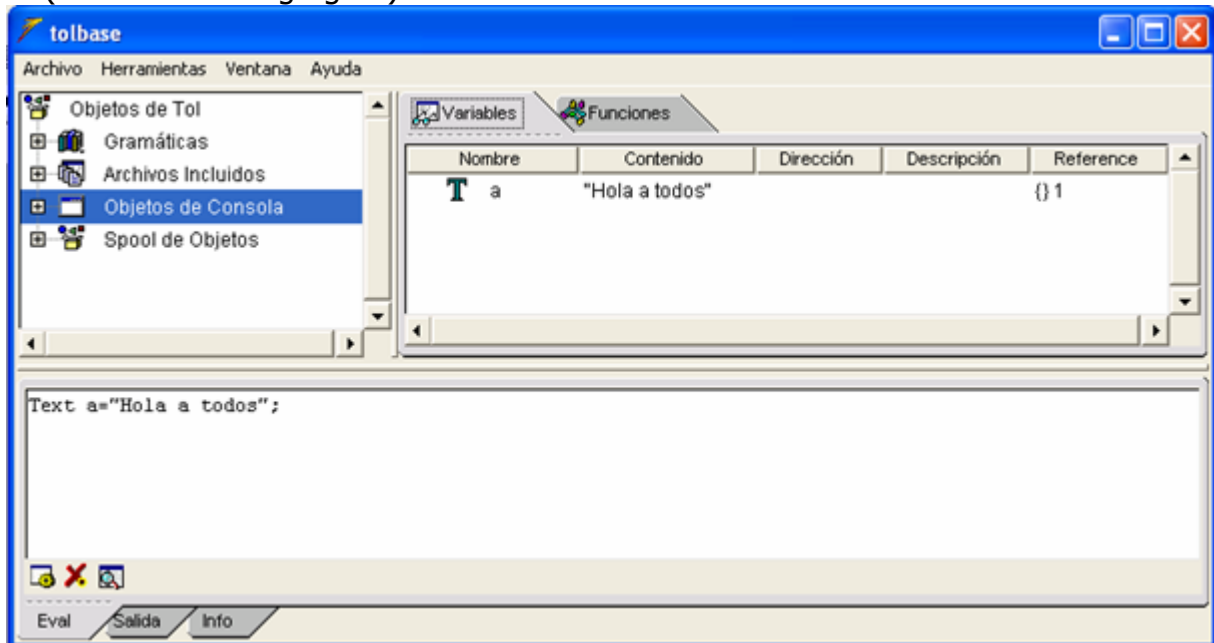 tolbase
Archivo Herramientas Ventana Ayuda
Objetos de Tol
Gramáticas
Archivos Incluidos
Objetos de Consola
Spool de Objetos
Variables Funciones
Nombre Contenido Dirección Descripción Reference
T a "Hola a todos" {} 1
Text a="Hola a todos";
Eval Salida Info